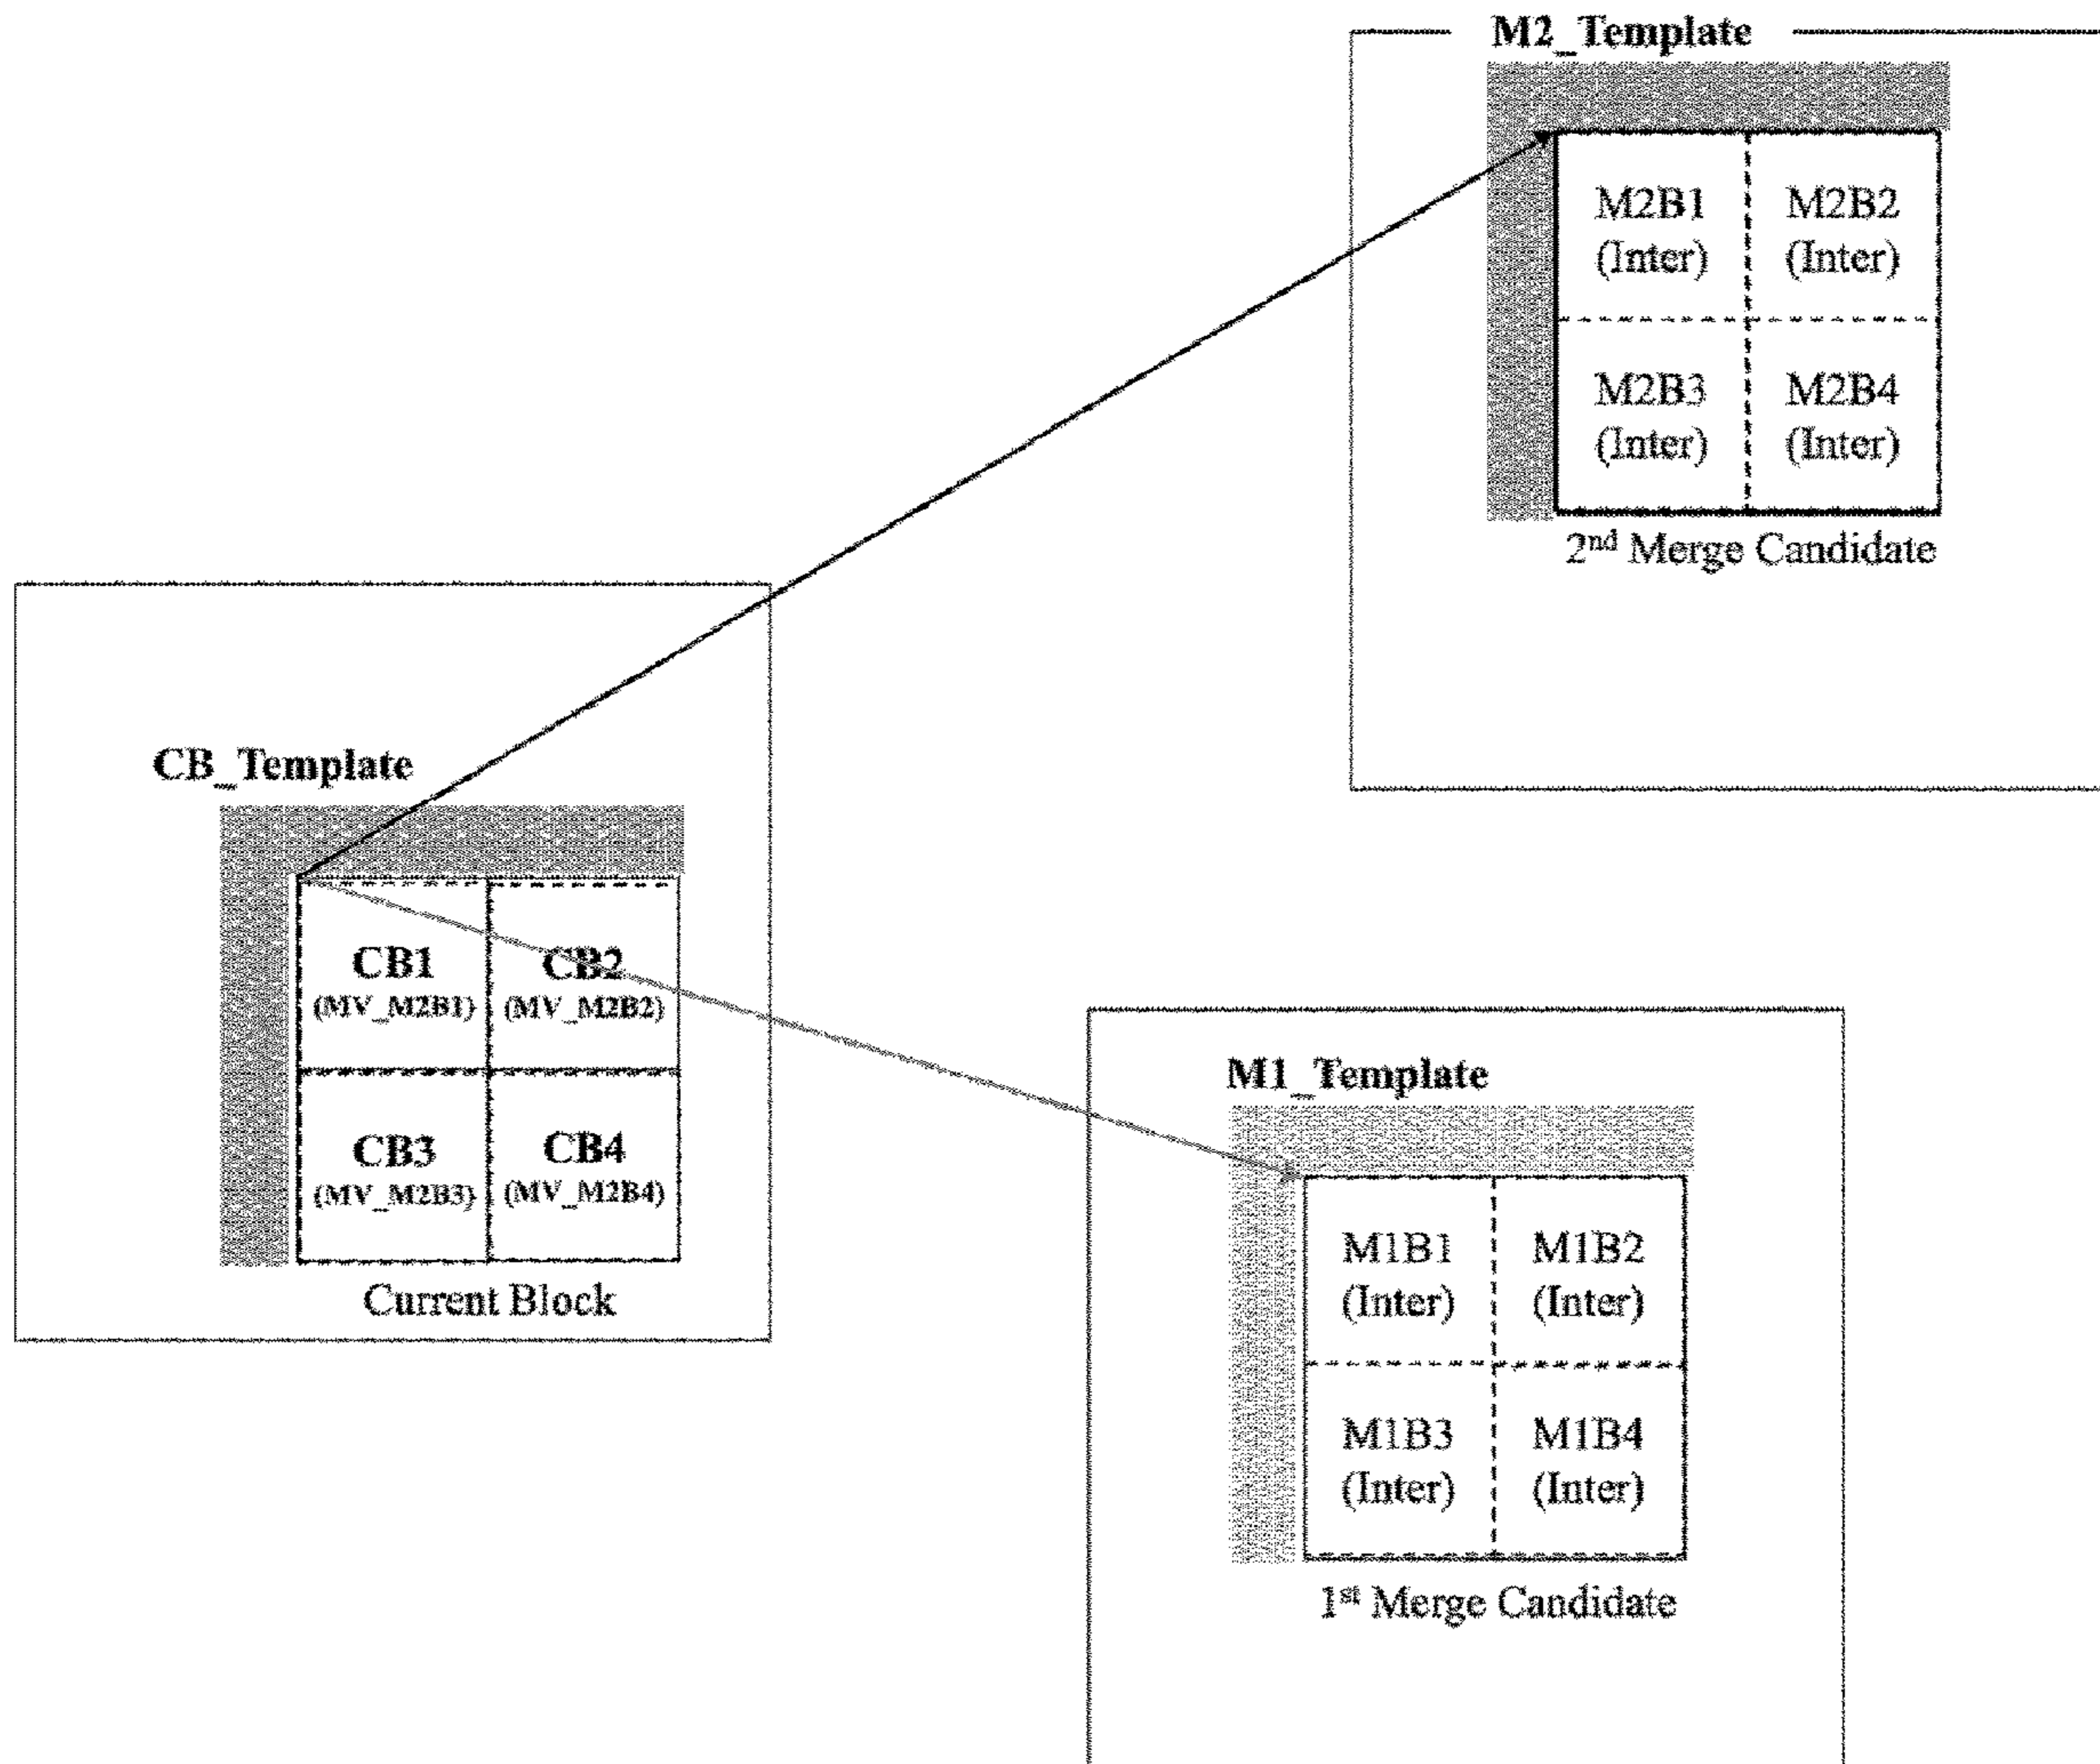 M2_Template
M2B1 M2B2
(Inter) (Inter)
M2B3 M2B4
(Inter) (Inter)
2nd Merge Candidate
CB_Template
CB1 CB2
(MV_M2B1) (MV_M2B2)
CB3 CB4
(MV_M2B3) (MV_M2B4)
Current Block
M1_Template
M1B1 M1B2
(Inter) (Inter)
M1B3 M1B4
(Inter) (Inter)
1st Merge Candidate